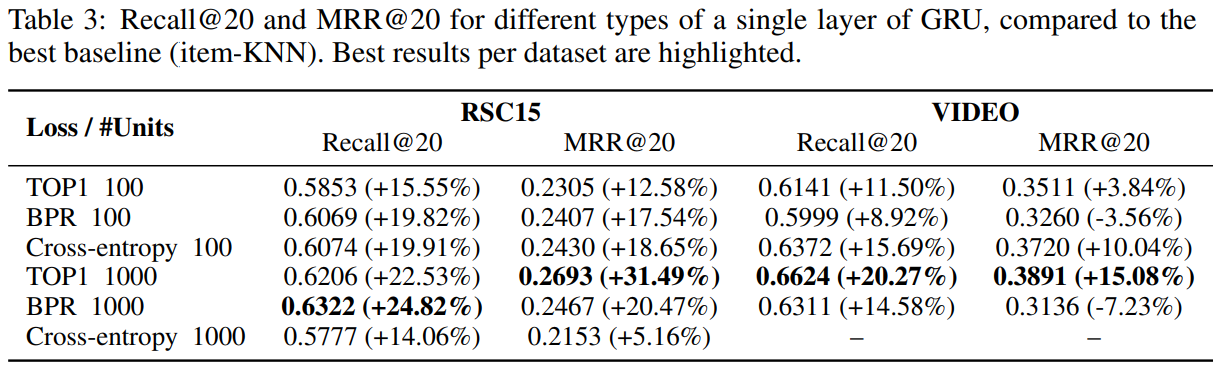 Table 3: Recall@20 and MRR@20 for different types of a single layer of GRU, compared to the
best baseline (item-KNN). Best results per dataset are highlighted.
Loss / #Units RSC15 VIDEO
Recall@20 MRR@20 Recall@20 MRR@20
TOP1 100 0.5853 (+15.55%) 0.2305 (+12.58%) 0.6141 (+11.50%) 0.3511 (+3.84%)
BPR 100 0.6069 (+19.82%) 0.2407 (+17.54%) 0.5999 (+8.92%) 0.3260 (-3.56%)
Cross-entropy 100 0.6074 (+19.91%) 0.2430 (+18.65%) 0.6372 (+15.69%) 0.3720 (+10.04%)
TOP1 1000 0.6206 (+22.53%) 0.2693 (+31.49%) 0.6624 (+20.27%) 0.3891 (+15.08%)
BPR 1000 0.6322 (+24.82%) 0.2467 (+20.47%) 0.6311 (+14.58%) 0.3136 (-7.23%)
Cross-entropy 1000 0.5777 (+14.06%) 0.2153 (+5.16%) – –